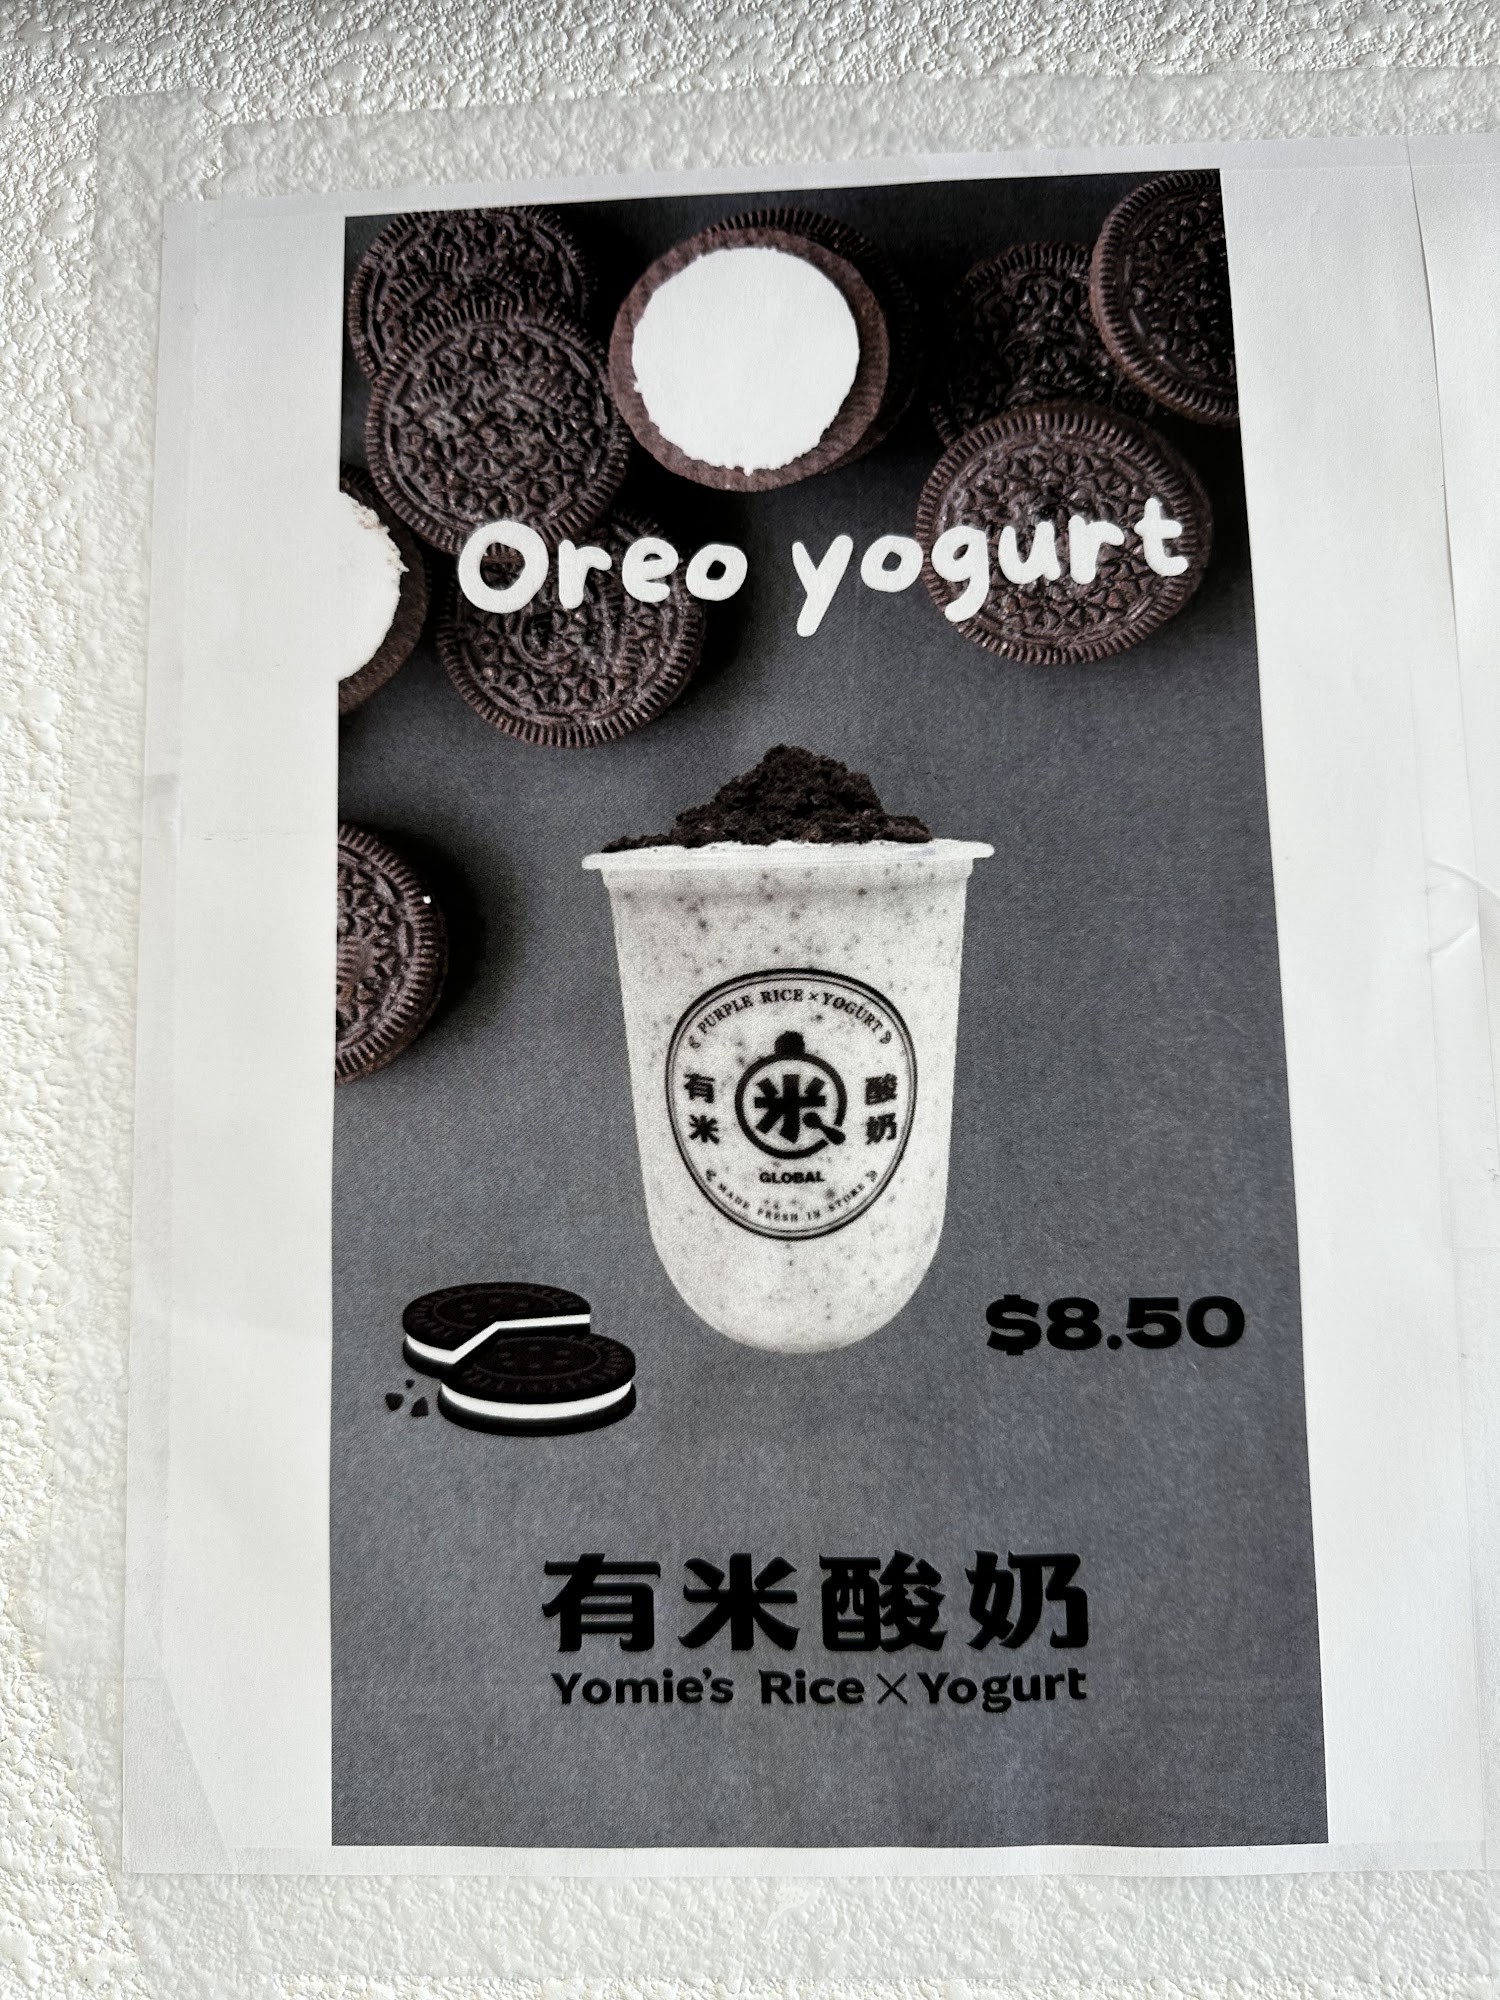 Oreo yogurt
PURPLE RICE × YOGURT
有米
酸奶
米
GLOBAL
MADE FRESH IN STORE
$8.50
有米酸奶
Yomie's Rice × Yogurt